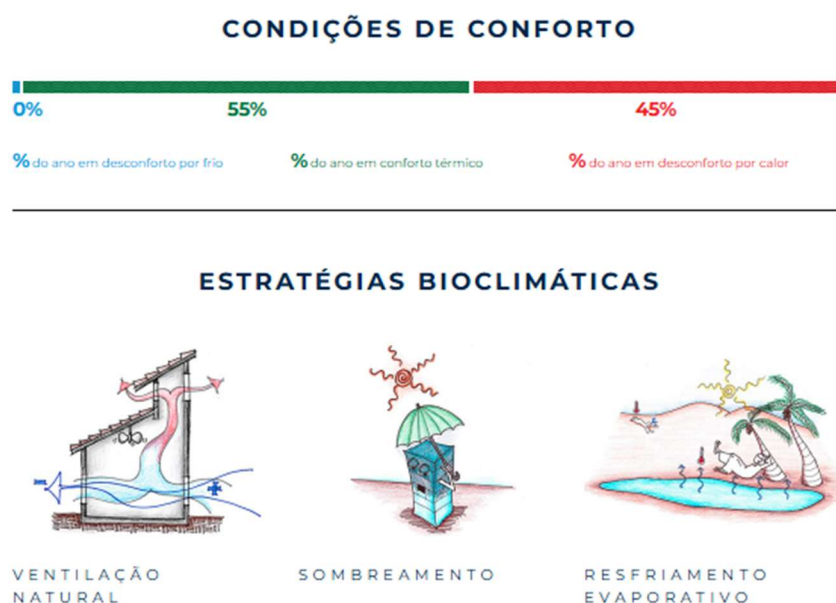 CONDIÇÕES DE CONFORTO
0% 55% 45%
% do ano em desconforto por frio % do ano em conforto térmico % do ano em desconforto por calor
ESTRATÉGIAS BIOCLIMÁTICAS
VENTILAÇÃO NATURAL
SOMBREAMENTO
RESFRIAMENTO EVAPORATIVO